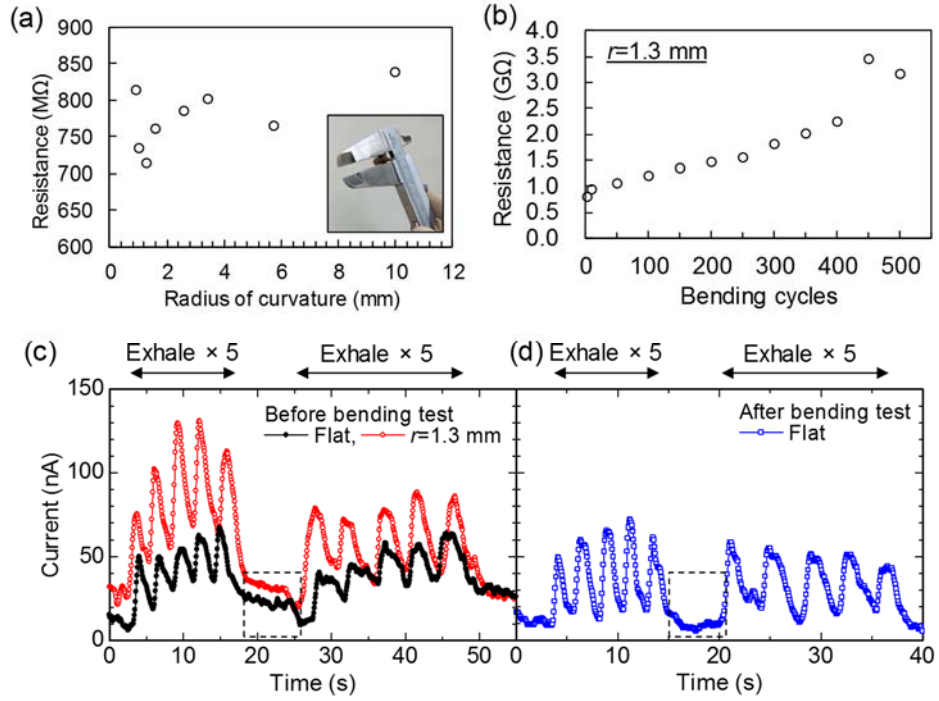 (a)
900
850
800
750
700
650
600
Resistance (MΩ)
0 2 4 6 8 10 12
Radius of curvature (mm)
(b)
4.0
3.5
3.0
2.5
2.0
1.5
1.0
0.5
0.0
Resistance (GΩ)
r=1.3 mm
0 100 200 300 400 500
Bending cycles
(c)
Exhale × 5
Exhale × 5
150
100
50
0
Current (nA)
Before bending test
Flat, r=1.3 mm
0 10 20 30 40 50
Time (s)
(d)
Exhale × 5
Exhale × 5
After bending test
Flat
0 10 20 30 40
Time (s)